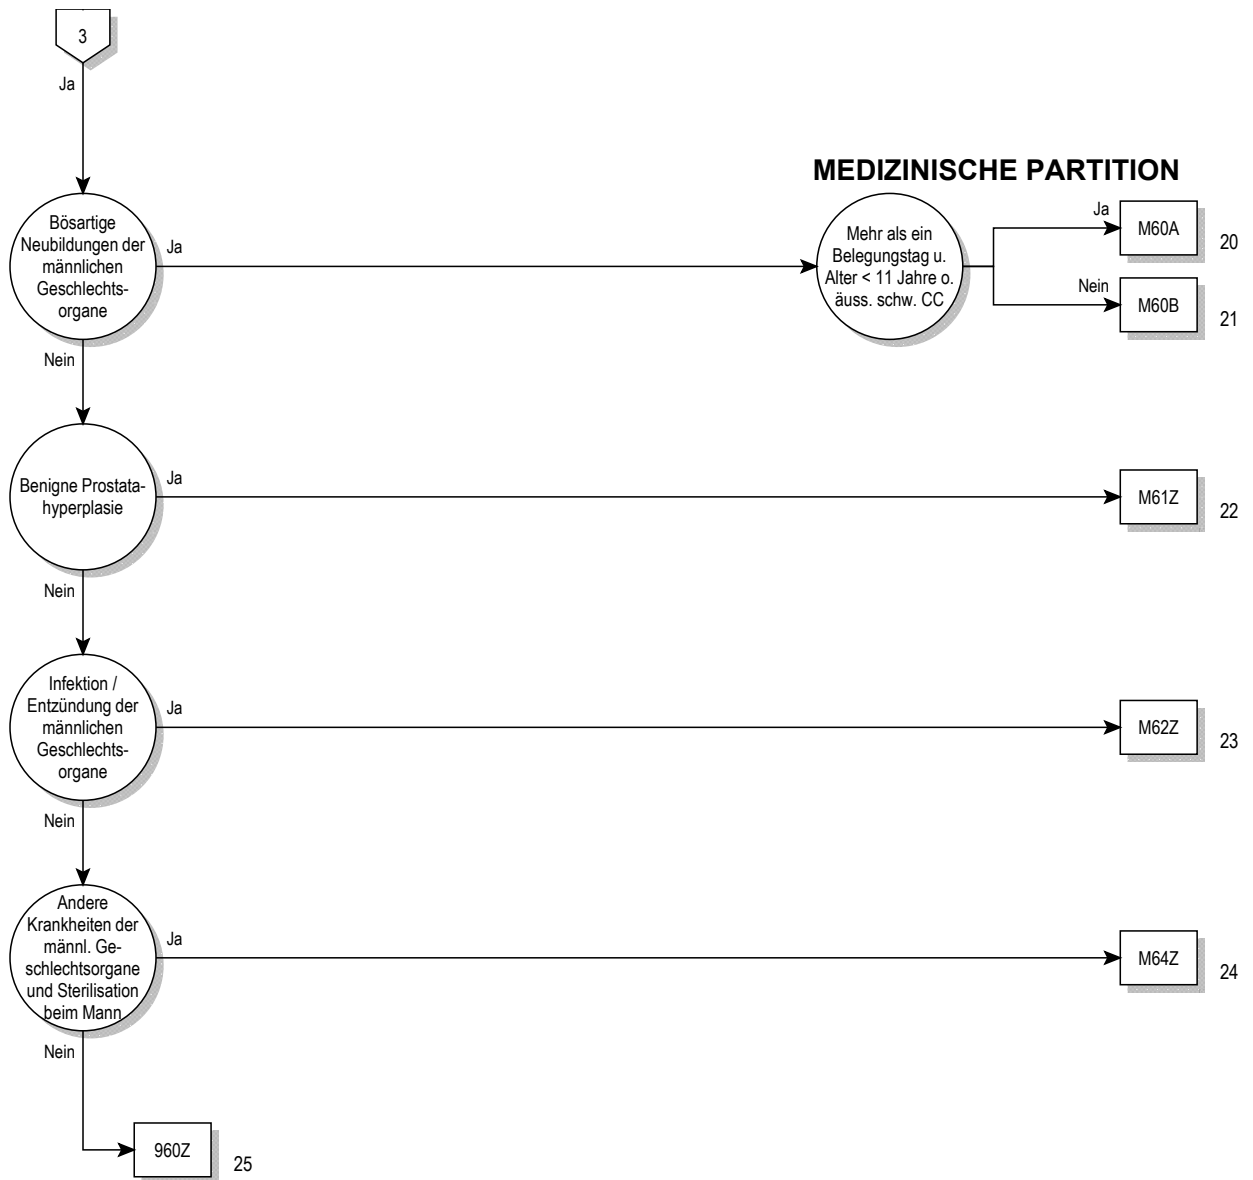 3
Ja
MEDIZINISCHE PARTITION
Bösartige
Neubildungen der
männlichen
Geschlechts-
organe
Ja
Mehr als ein
Belegungstag u.
Alter < 11 Jahre o.
äuss. schw. CC
Ja
M60A
20
Nein
M60B
21
Nein
Benigne Prostata-
hyperplasie
Ja
M61Z
22
Nein
Infektion /
Entzündung der
männlichen
Geschlechts-
organe
Ja
M62Z
23
Nein
Andere
Krankheiten der
männl. Ge-
schlechtsorgane
und Sterilisation
beim Mann
Ja
M64Z
24
Nein
960Z
25